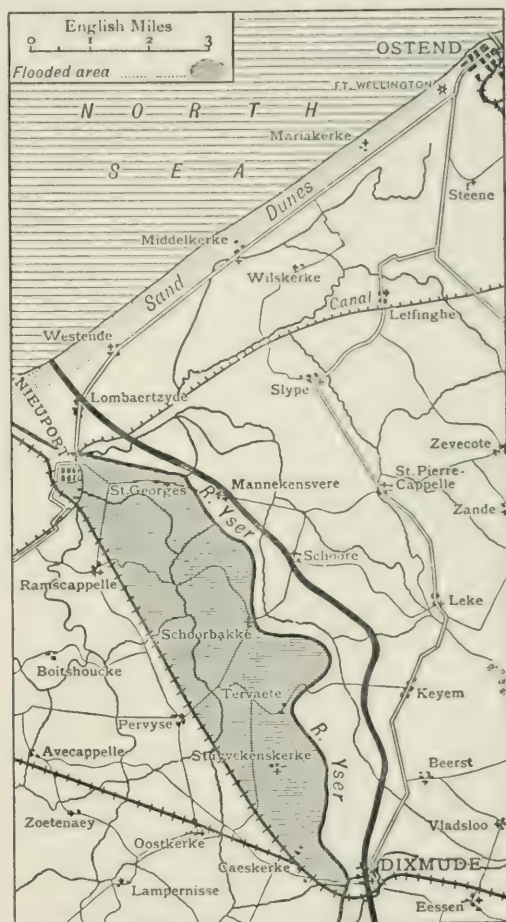 English Miles
0 1 2 3
Flooded area
OSTEND
FT. WELLINGTON
NORTH
SEA
Mariakerke
Steene
Sand Dunes
Middelkerke
Wilskerke
Canal
Leffinghe
Westende
Slype
NIEUPORT
Lombaertzyde
Zevecote
St. Pierre-
Cappelle
St. Georges
Mannekensvere
R. Yser
Zande
Schoore
Ramscappelle
Leke
Schoorbakke
Boitshoucke
Tervaete
Keyem
Pervyse
R. Yser
Avecappelle
Stuyvekenskerke
Beerst
Zoetenaey
Vladsloo
Oostkerke
Caeskerke
DIXMUDE
Lampernisse
Eessen